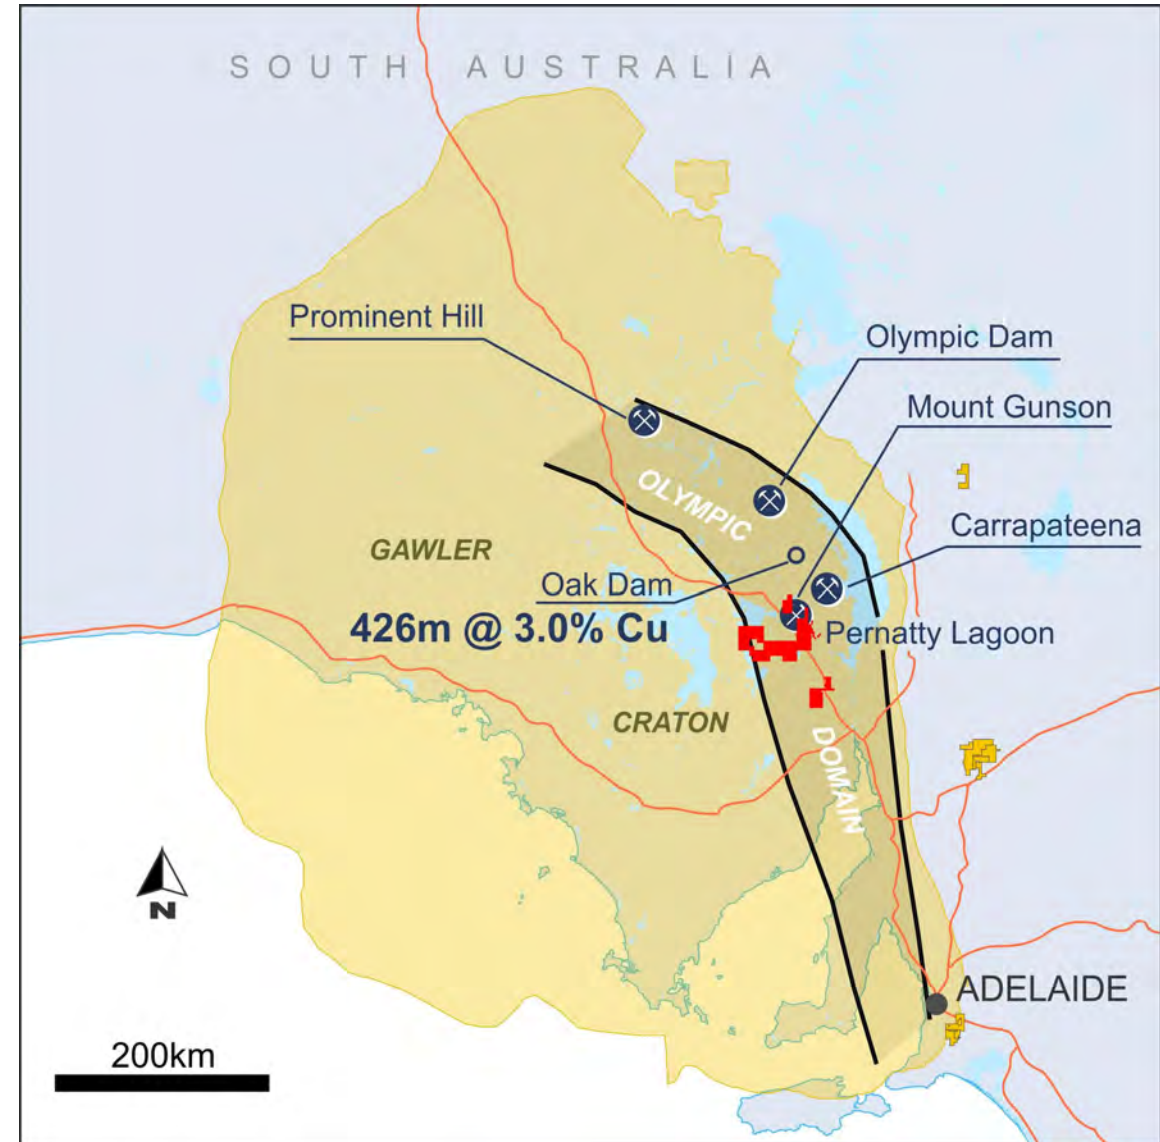 SOUTH AUSTRALIA
Prominent Hill
Olympic Dam
Mount Gunson
OLYMPIC
Carrapateena
GAWLER
Oak Dam
426m @ 3.0% Cu
Pernatty Lagoon
CRATON
DOMAIN
N
ADELAIDE
200km